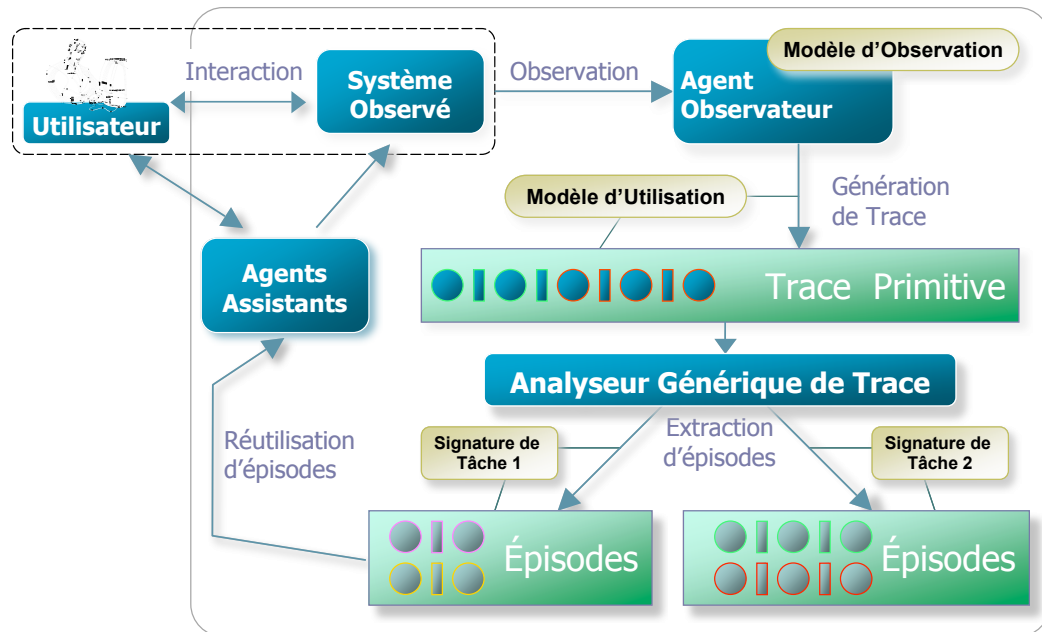 Modèle d'Observation
Interaction
Système
Observé
Observation
Agent
Observateur
Utilisateur
Modèle d'Utilisation
Génération
de Trace
Agents
Assistants
Trace Primitive
Analyseur Générique de Trace
Réutilisation
d'épisodes
Signature de
Tâche 1
Extraction
d'épisodes
Signature de
Tâche 2
Épisodes
Épisodes